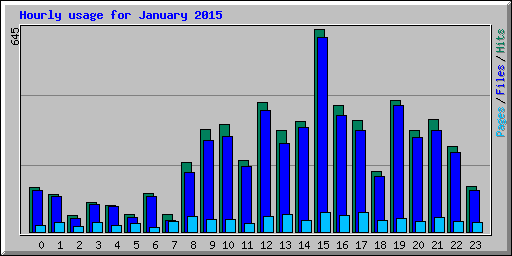 Hourly usage for January 2015
645
Pages / Files / Hits
0 1 2 3 4 5 6 7 8 9 10 11 12 13 14 15 16 17 18 19 20 21 22 23